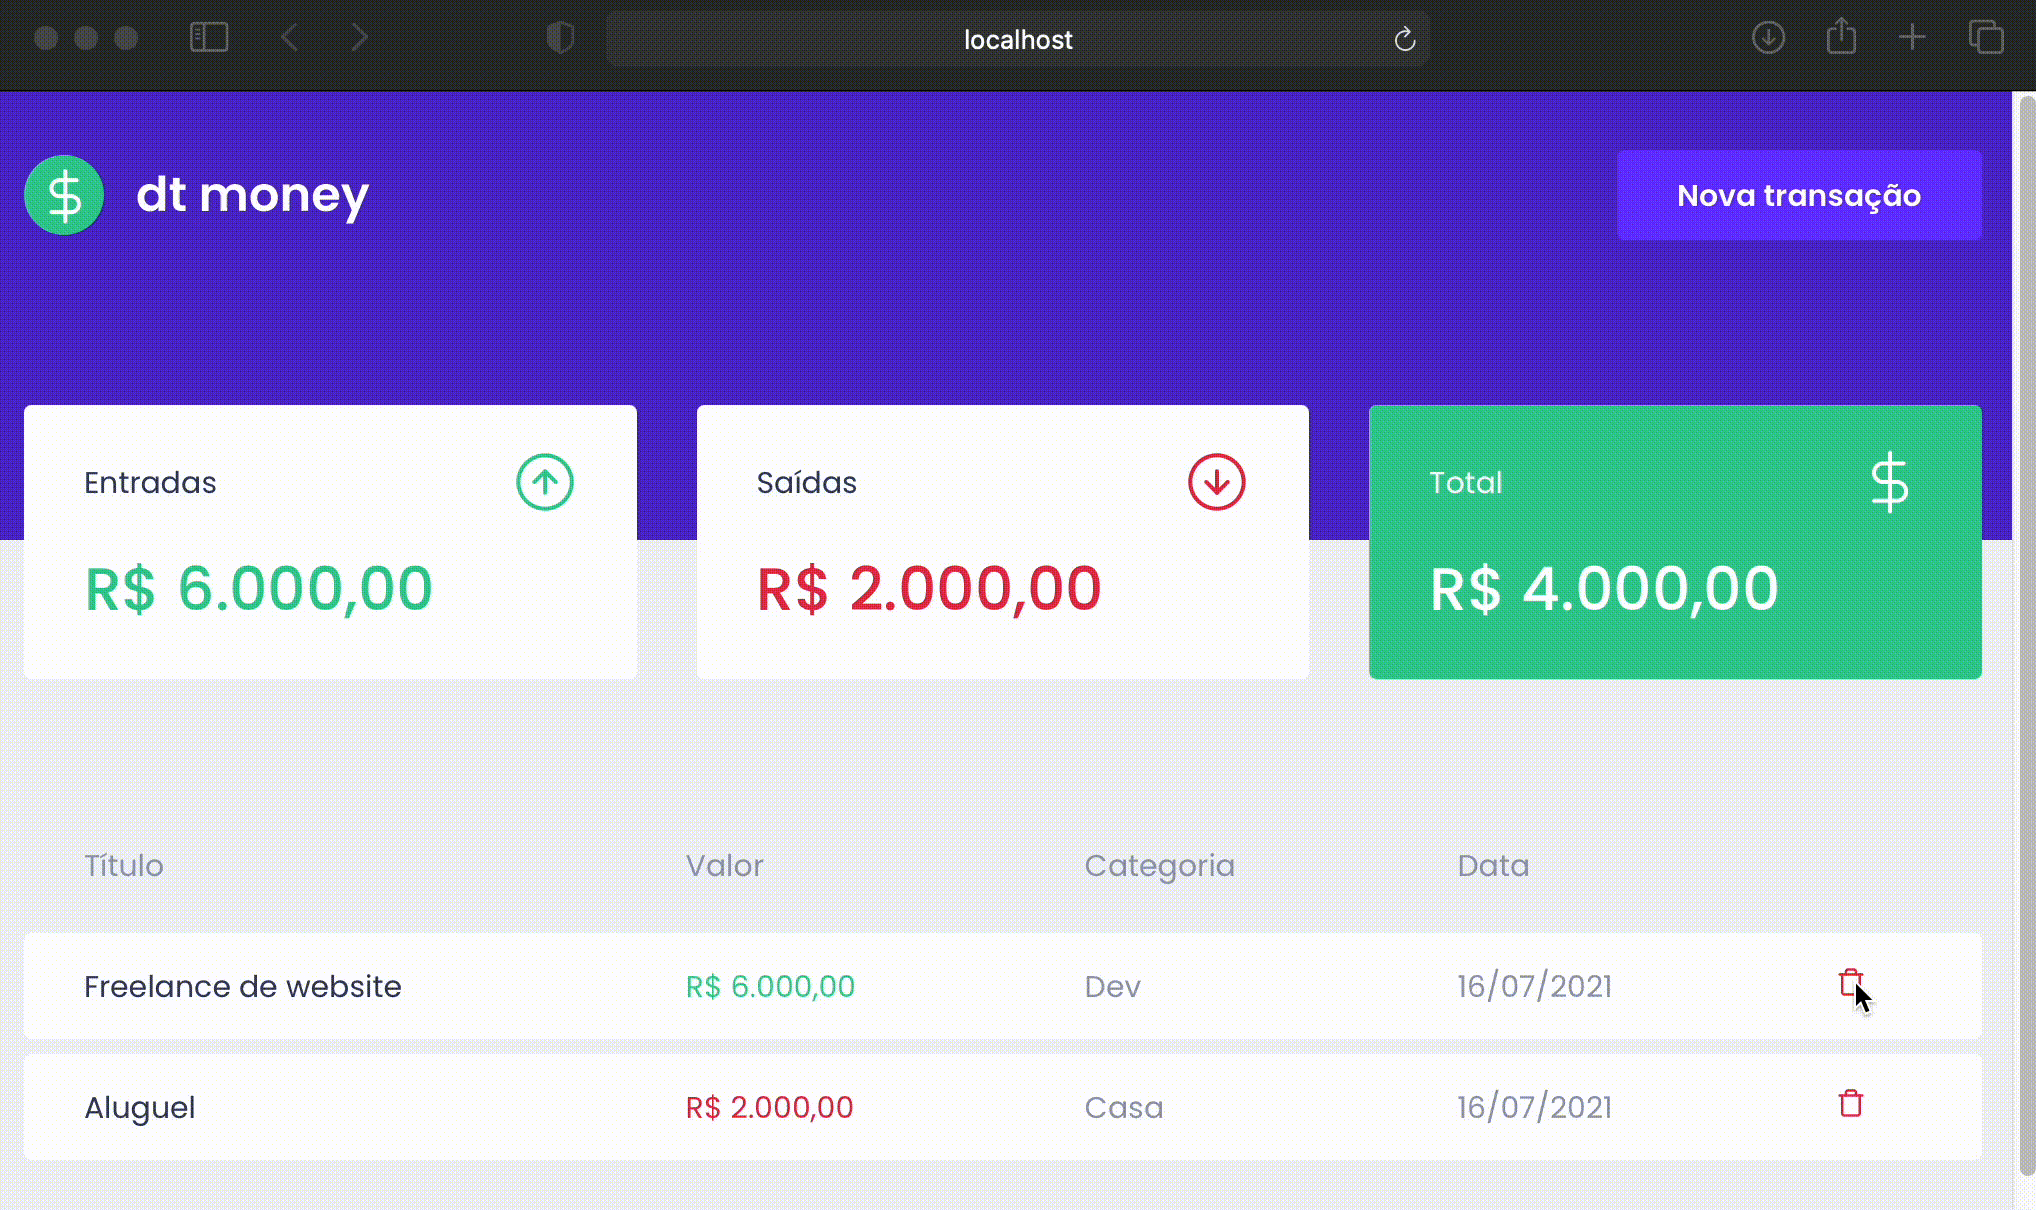 localhost
dt money
Nova transação
Entradas
R$ 6.000,00
Saídas
R$ 2.000,00
Total
R$ 4.000,00
Título Valor Categoria Data
Freelance de website R$ 6.000,00 Dev 16/07/2021
Aluguel R$ 2.000,00 Casa 16/07/2021